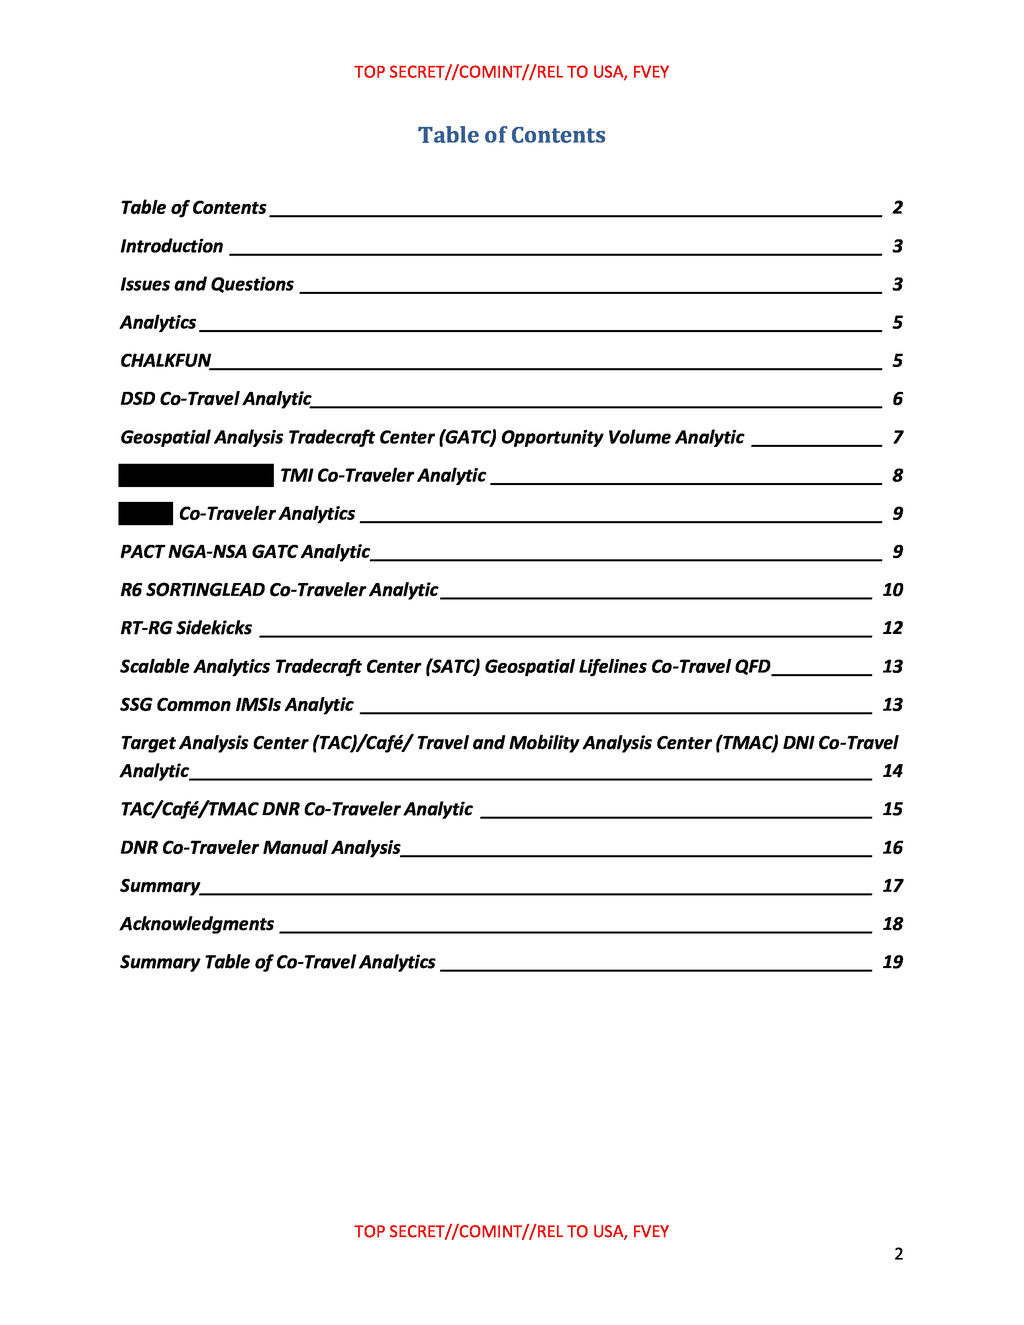 TOP SECRET//COMINT//REL TO USA, FVEY
Table of Contents
Table of Contents 2
Introduction 3
Issues and Questions 3
Analytics 5
CHALKFUN 5
DSD Co-Travel Analytic 6
Geospatial Analysis Tradecraft Center (GATC) Opportunity Volume Analytic 7
TMI Co-Traveler Analytic 8
Co-Traveler Analytics 9
PACT NGA-NSA GATC Analytic 9
R6 SORTINGLEAD Co-Traveler Analytic 10
RT-RG Sidekicks 12
Scalable Analytics Tradecraft Center (SATC) Geospatial Lifelines Co-Travel QFD 13
SSG Common IMSIs Analytic 13
Target Analysis Center (TAC)/Café/ Travel and Mobility Analysis Center (TMAC) DNI Co-Travel
Analytic 14
TAC/Café/TMAC DNR Co-Traveler Analytic 15
DNR Co-Traveler Manual Analysis 16
Summary 17
Acknowledgments 18
Summary Table of Co-Travel Analytics 19
TOP SECRET//COMINT//REL TO USA, FVEY
2